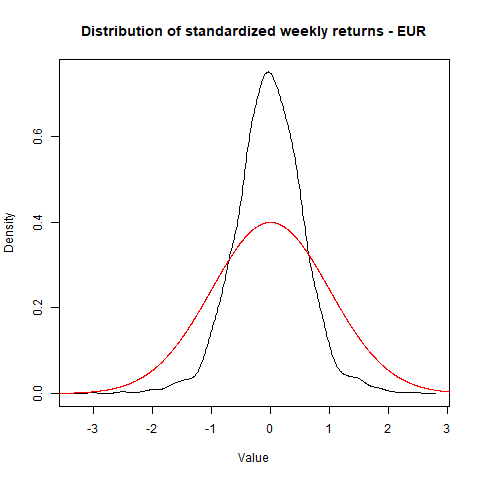 Distribution of standardized weekly returns - EUR
Density
0.6
0.4
0.2
0.0
-3 -2 -1 0 1 2 3
Value